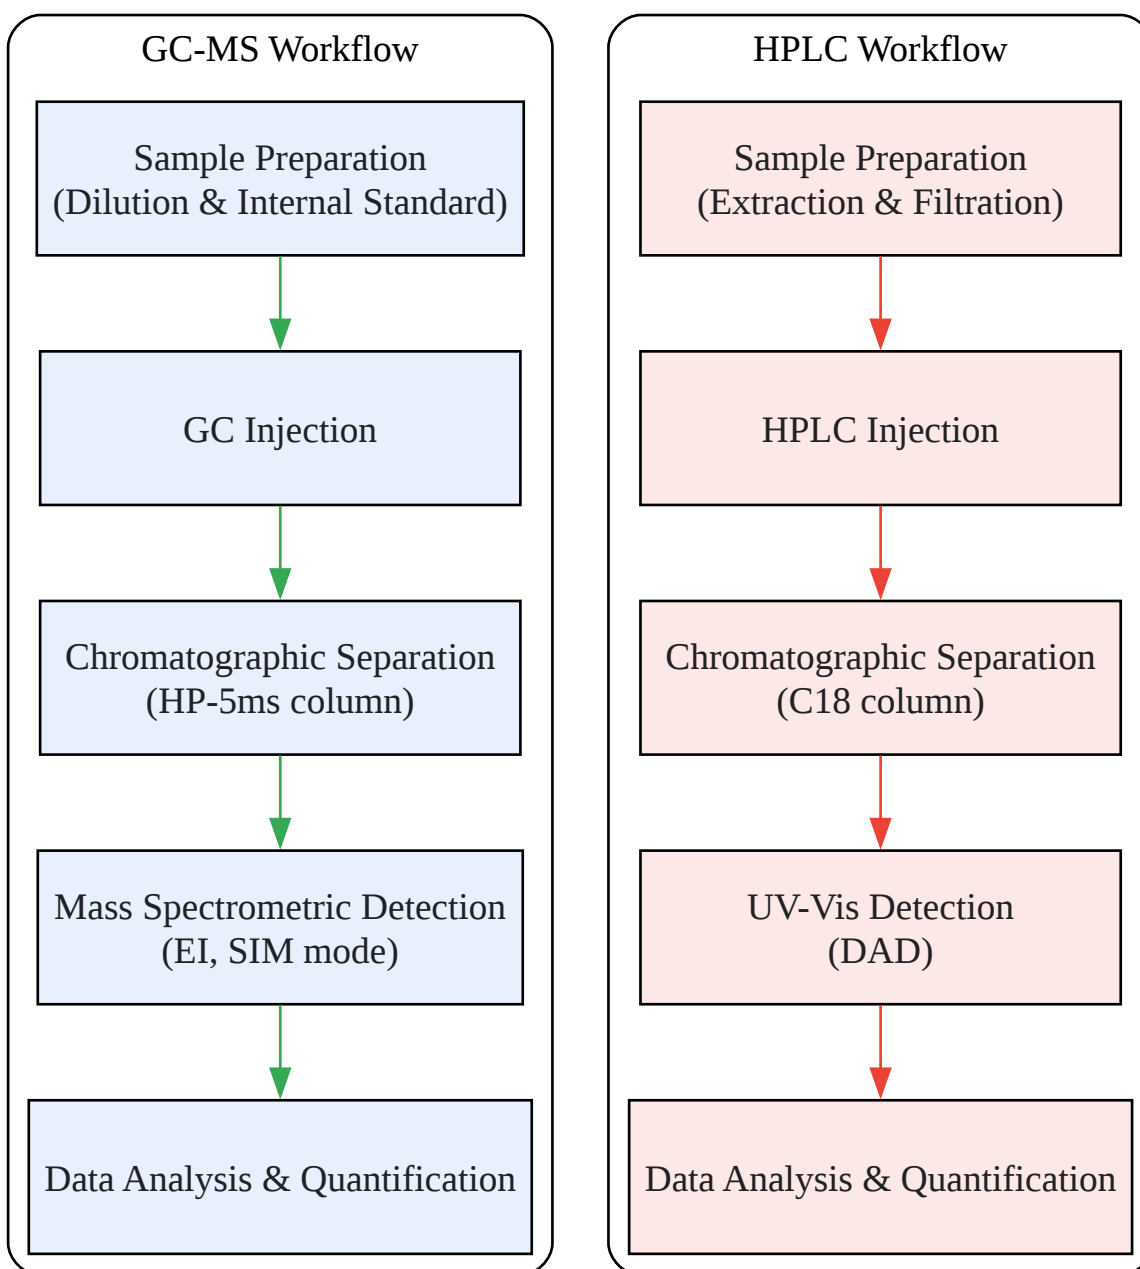 GC-MS Workflow
Sample Preparation
(Dilution & Internal Standard)
GC Injection
Chromatographic Separation
(HP-5ms column)
Mass Spectrometric Detection
(EI, SIM mode)
Data Analysis & Quantification
HPLC Workflow
Sample Preparation
(Extraction & Filtration)
HPLC Injection
Chromatographic Separation
(C18 column)
UV-Vis Detection
(DAD)
Data Analysis & Quantification